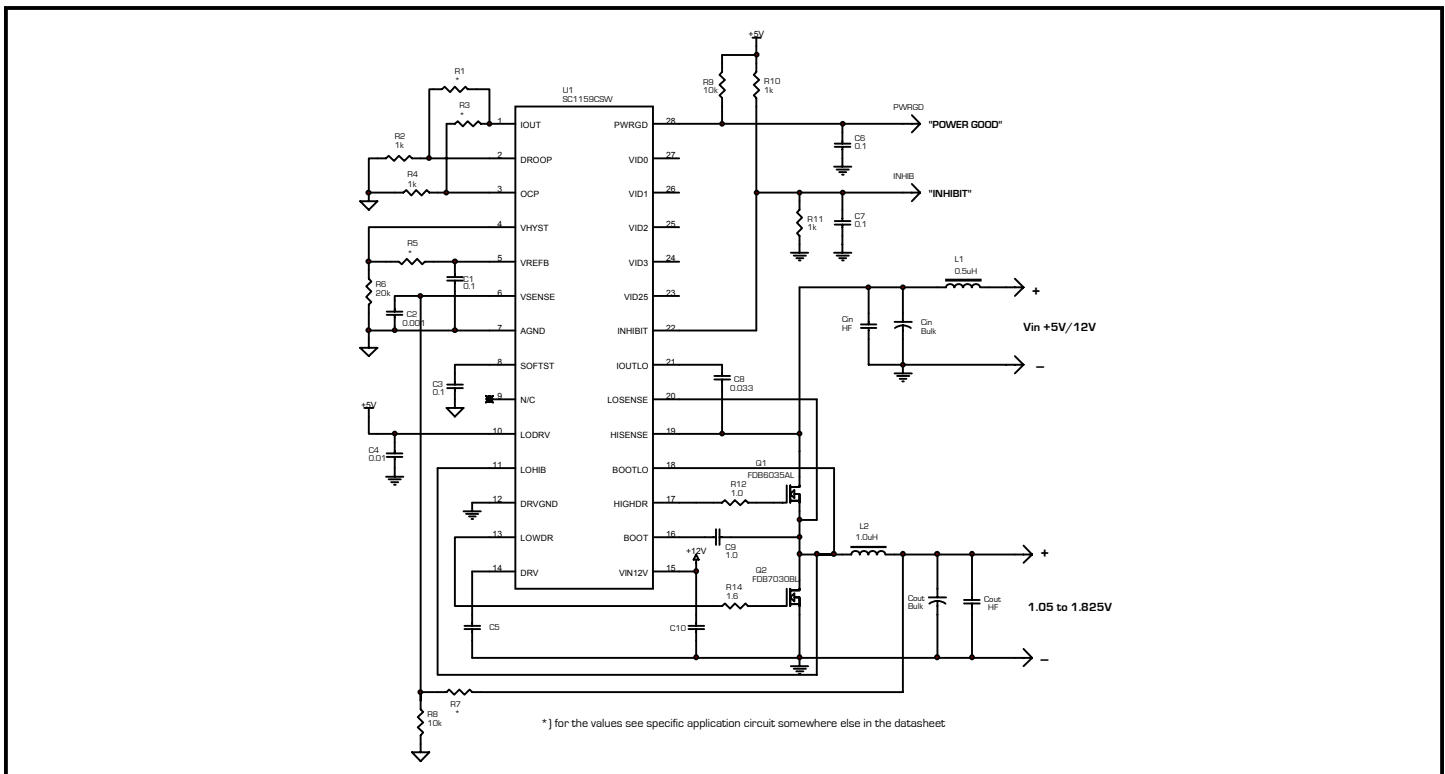 +5V
R1
*
R9
10k
R10
1k
U1
SC1159CSW
R3
*
PWRGD
1
IOUT
PWRGD
28
"POWER GOOD"
R2
1k
C6
0.1
2
DROOP
VID0
27
R4
1k
INHIB
3
OCP
VID1
26
"INHIBIT"
R11
1k
C7
0.1
4
VHYST
VID2
25
R5
*
5
VREFB
VID3
24
L1
0.5uH
C1
0.1
R6
20k
6
VSENSE
VID25
23
+
C2
0.001
Cin
HF
Cin
Bulk
Vin +5V/12V
7
AGND
INHIBIT
22
8
SOFTST
IOUTLO
21
–
C3
0.1
C8
0.033
9
N/C
LOSENSE
20
+5V
10
LODRV
HISENSE
19
C4
0.01
11
LOHIB
BOOTLO
18
Q1
FDB6035AL
R12
1.0
12
DRVGND
HIGHDR
17
13
LOWDR
BOOT
16
L2
1.0uH
C9
1.0
+12V
+
14
DRV
VIN12V
15
Q2
FDB7030BL
R14
1.6
Cout
Bulk
Cout
HF
1.05 to 1.825V
C5
C10
–
R7
*
R8
10k
*) for the values see specific application circuit somewhere else in the datasheet